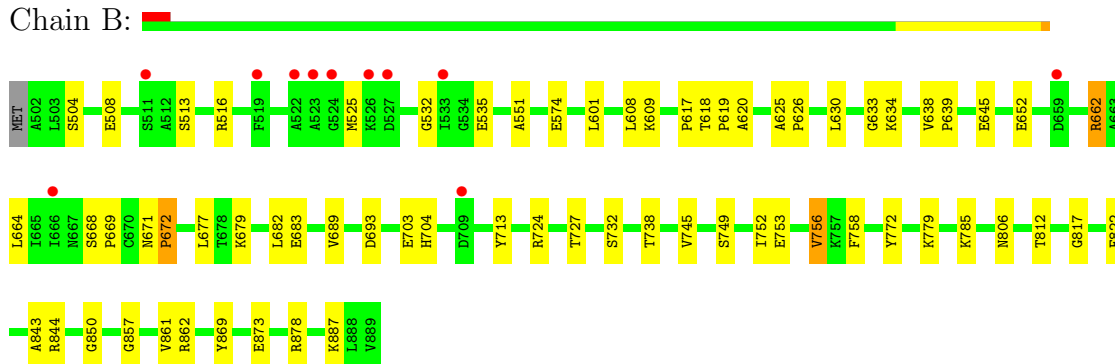 Chain B:
MET A502 L503 S504 E508 S511 A512 S513 R516 F519 A522 A523 G524 M525 K526 D527 G532 I533 G534 E535 A551 E574 L601 L608 K609 P617 T618 P619 A620 A625 P626 L630 G633 K634 V638 P639 E645 E652 D659 R662 A663
L664 I665 I666 N667 S668 P669 C670 N671 P672 L677 T678 K679 L682 E683 V689 D693 E703 H704 D709 Y713 R724 T727 S732 T738 V745 S749 I752 E753 V756 K757 F758 Y772 K779 K785 N806 T812 G817
A843 R844 G850 G857 V861 R862 Y869 E873 R878 K887 L888 V889